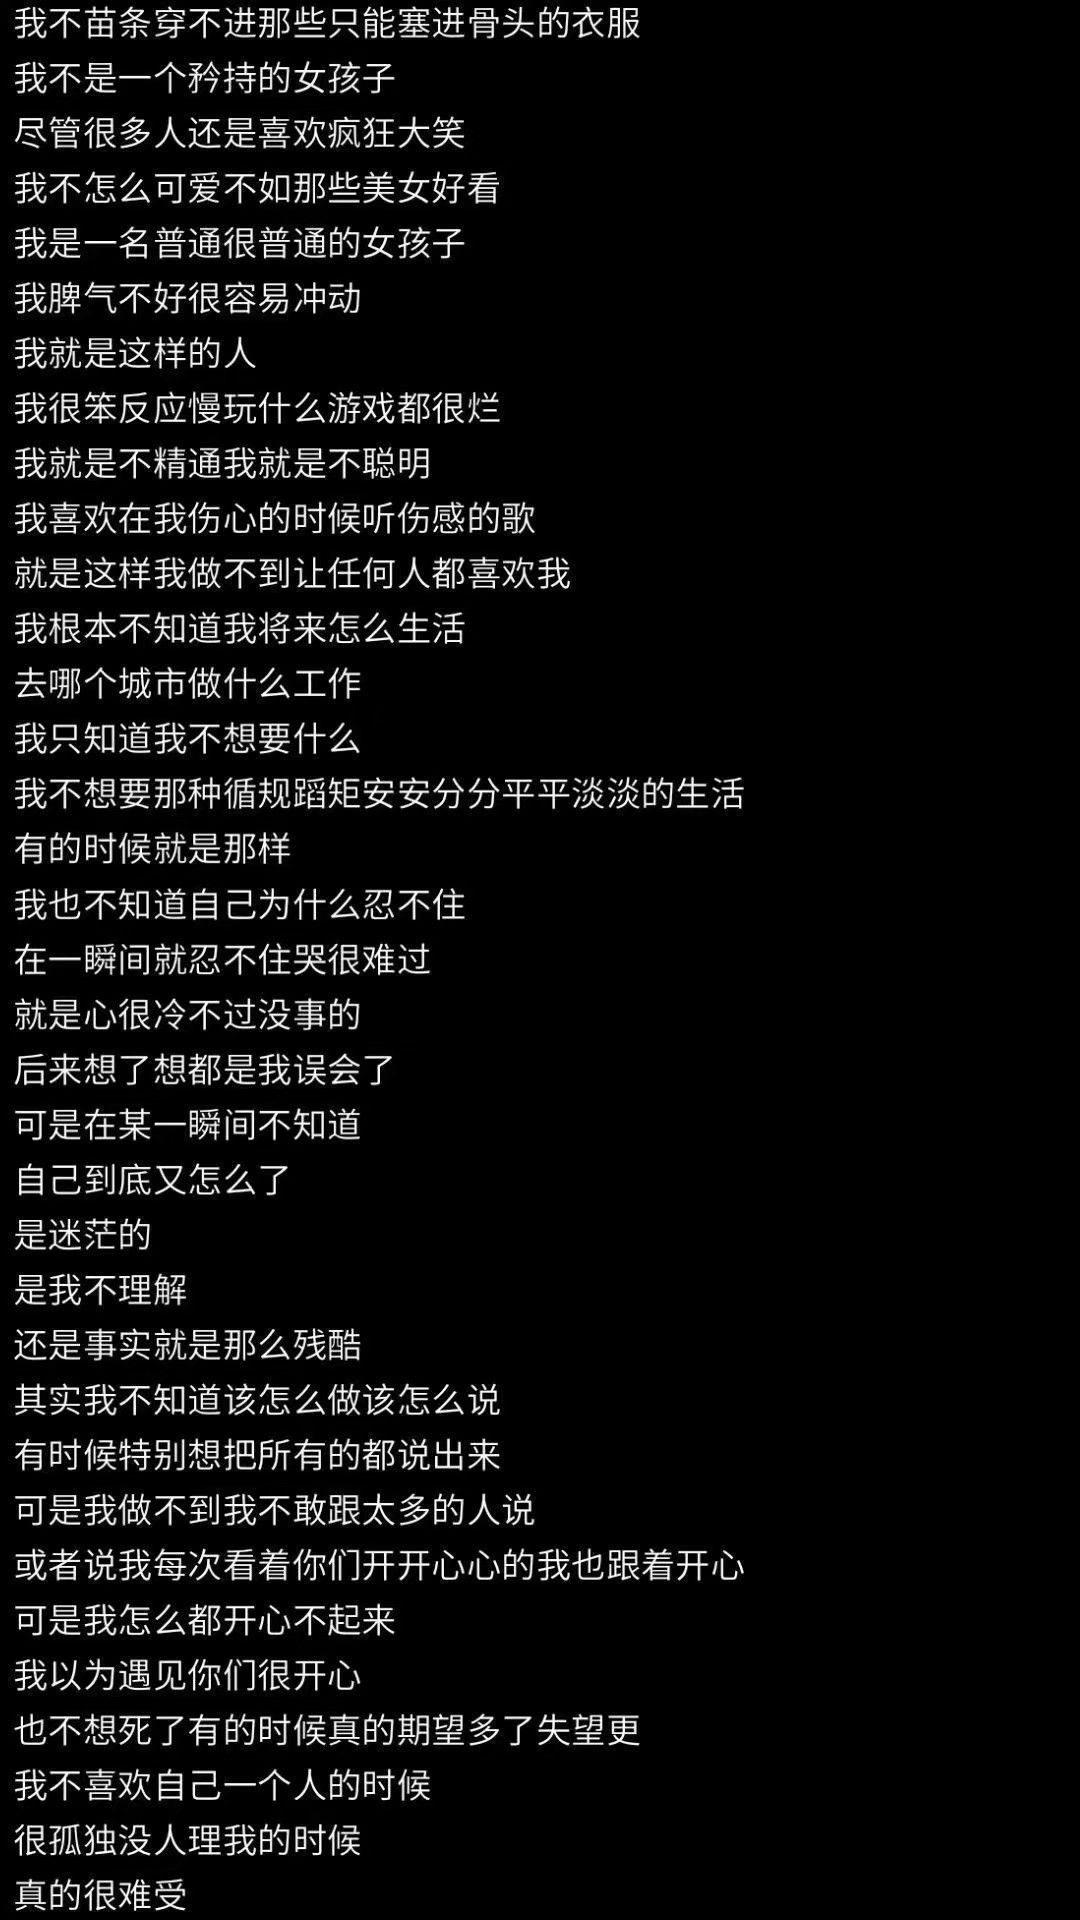 我不苗条穿不进那些只能塞进骨头的衣服
我不是一个矜持的女孩子
尽管很多人还是喜欢疯狂大笑
我不怎么可爱不如那些美女好看
我是一名普通很普通的女孩子
我脾气不好很容易冲动
我就是这样的人
我很笨反应慢玩什么游戏都很烂
我就是不精通我就是不聪明
我喜欢在我伤心的时候听伤感的歌
就是这样我做不到让任何人都喜欢我
我根本不知道我将来怎么生活
去哪个城市做什么工作
我只知道我不想要什么
我不想要那种循规蹈矩安安分分平平淡淡的生活
有的时候就是那样
我也不知道自己为什么忍不住
在一瞬间就忍不住哭很难过
就是心很冷不过没事的
后来想了想都是我误会了
可是在某一瞬间不知道
自己到底又怎么了
是迷茫的
是我不理解
还是事实就是那么残酷
其实我不知道该怎么做该怎么说
有时候特别想把所有的都说出来
可是我做不到我不敢跟太多的人说
或者说我每次看着你们开开心心的我也跟着开心
可是我怎么都开心不起来
我以为遇见你们很开心
也不想死了有的时候真的期望多了失望更
我不喜欢自己一个人的时候
很孤独没人理我的时候
真的很难受